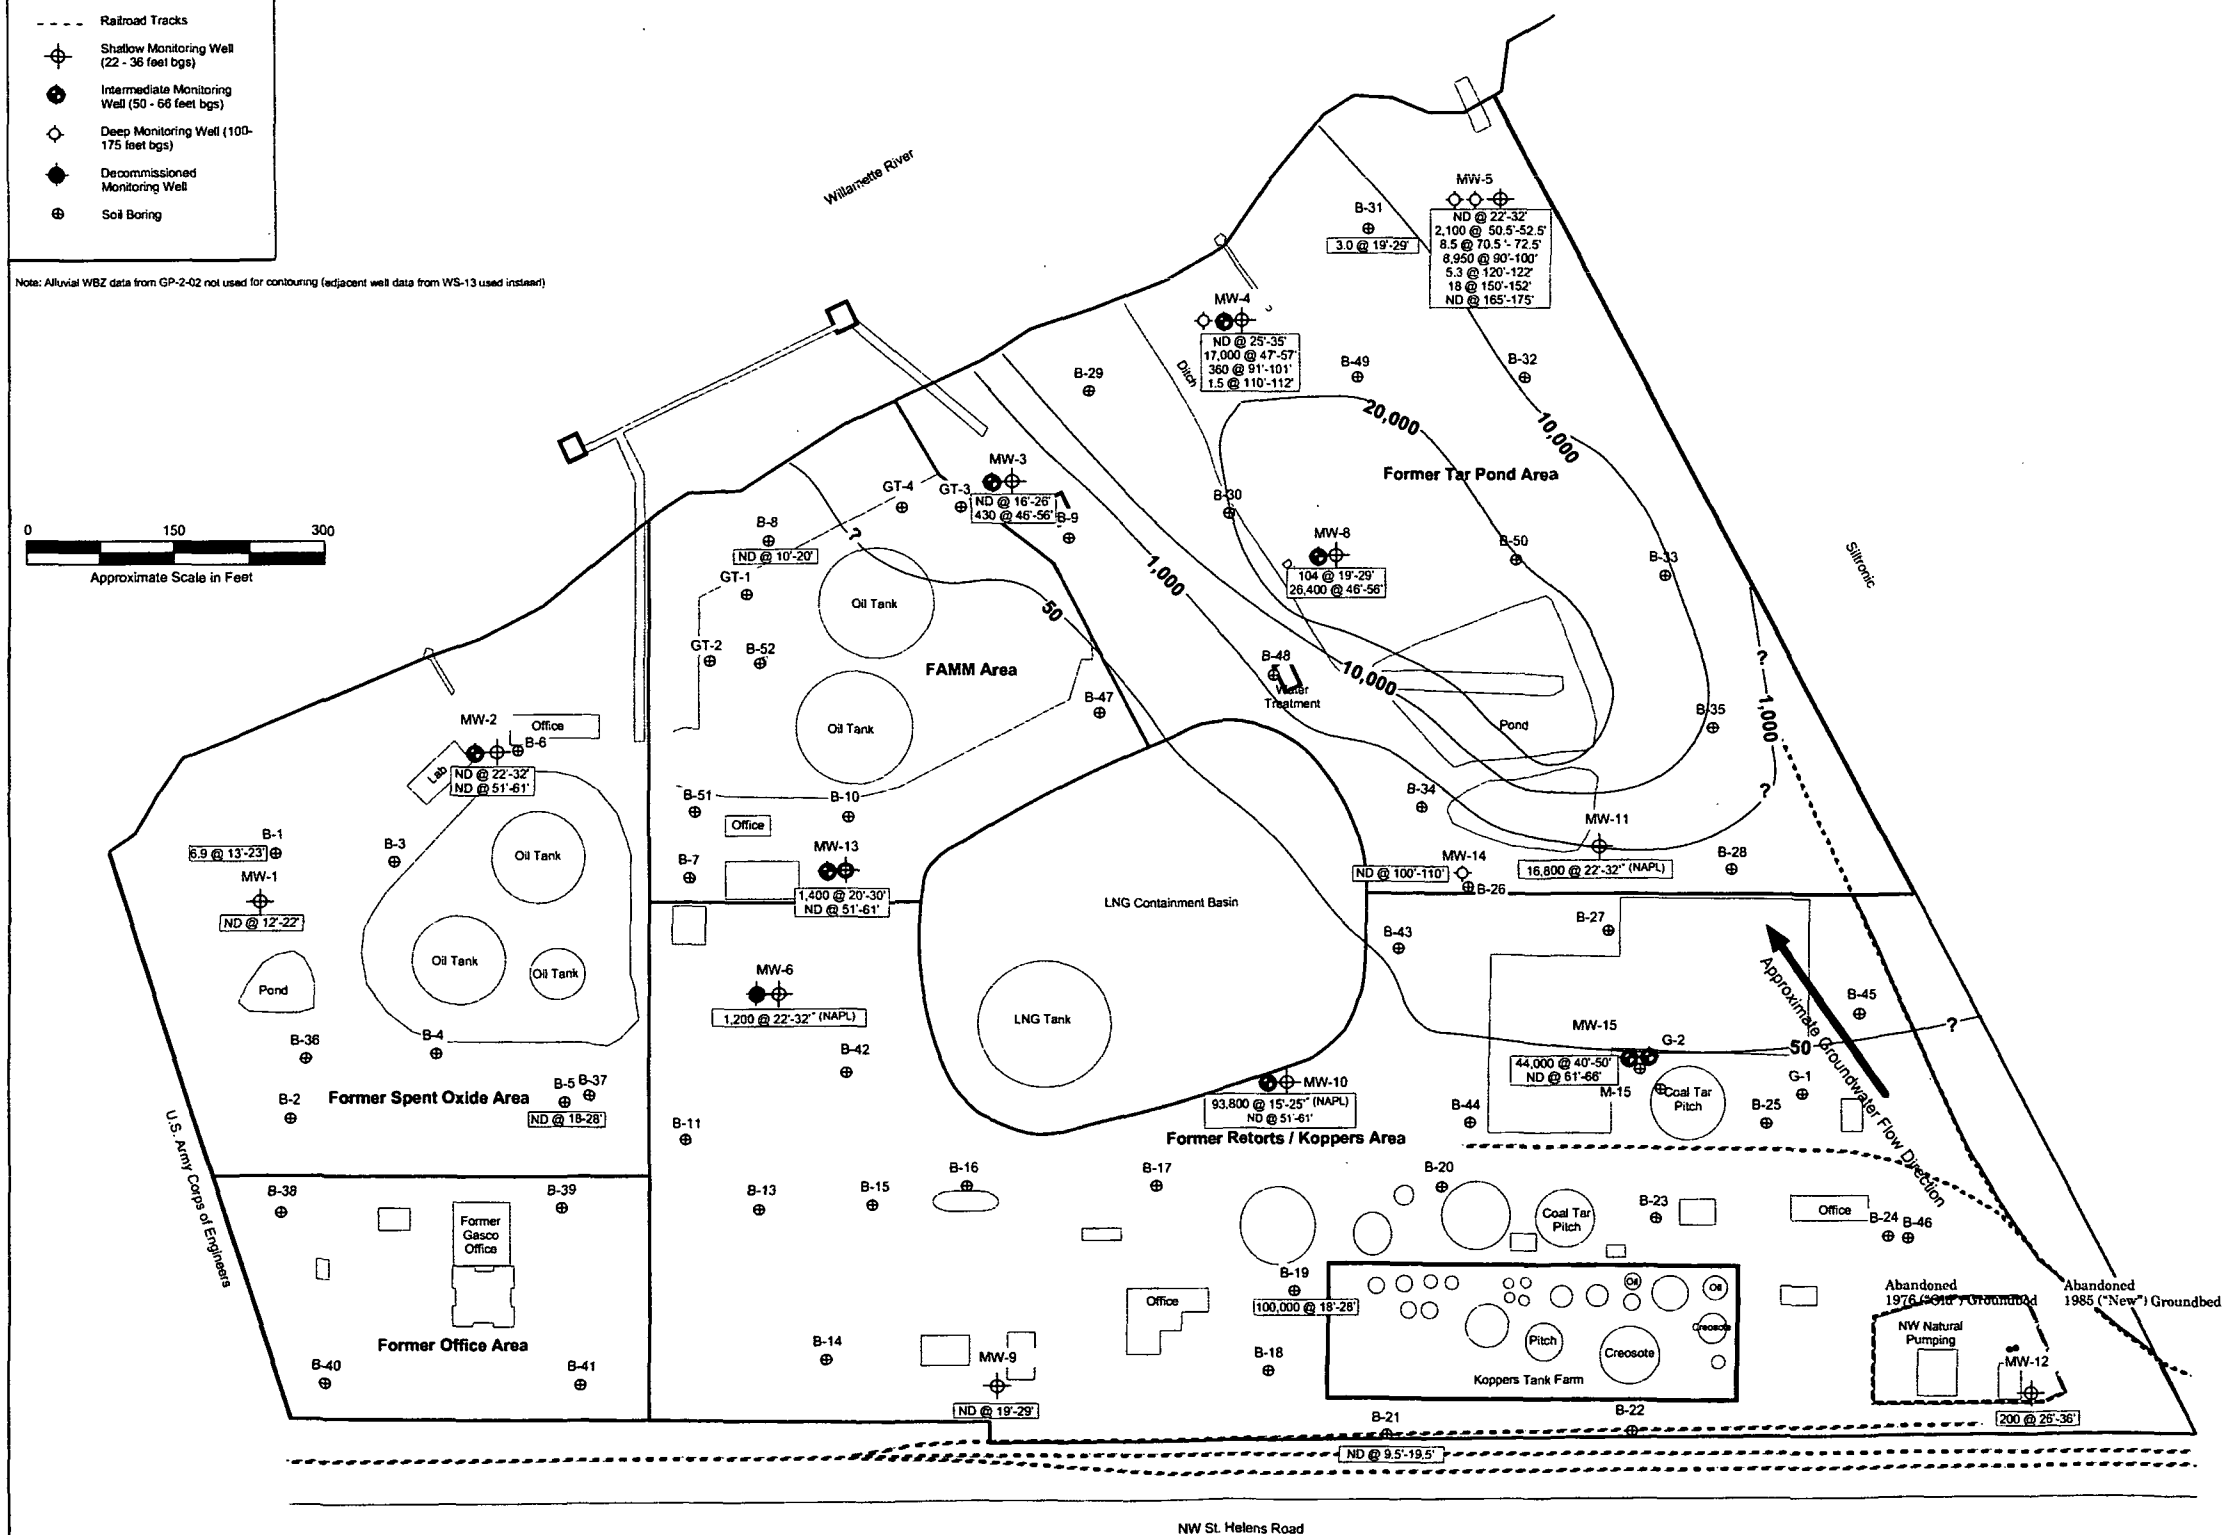 Railroad Tracks
Shallow Monitoring Well
(22 - 36 feet bgs)
Intermediate Monitoring
Well (50 - 66 feet bgs)
Deep Monitoring Well (100-
175 feet bgs)
Decommissioned
Monitoring Well
Soil Boring
Note: Alluvial WBZ data from GP-2-02 not used for contouring (adjacent well data from WS-13 used instead)
0 150 300
Approximate Scale in Feet
Willamette River
MW-5
ND @ 22'-32'
2,100 @ 50.5'-52.5'
8.5 @ 70.5'- 72.5'
8,950 @ 90'-100'
5.3 @ 120'-122'
18 @ 150'-152'
ND @ 165'-175'
B-31
3.0 @ 19'-29'
MW-4
ND @ 25'-35'
17,000 @ 47'-57'
360 @ 91'-101'
1.5 @ 110'-112'
Ditch
B-29
B-49
B-32
20,000
10,000
Former Tar Pond Area
MW-3
ND @ 16'-26'
430 @ 46'-56'
GT-4
GT-3
B-9
B-8
ND @ 10'-20'
?
GT-1
Oil Tank
50
1,000
B-30
MW-8
104 @ 19'-29'
26,400 @ 46'-56'
B-50
B-33
Siltronic
GT-2
B-52
FAMM Area
B-48
Water
Treatment
10,000
?
1,000
?
B-47
Oil Tank
Pond
B-35
MW-2
Office
B-6
Lab
ND @ 22'-32'
ND @ 51'-61'
B-51
B-10
Office
B-34
MW-11
16,800 @ 22'-32'* (NAPL)
B-1
6.9 @ 13'-23'
B-3
Oil Tank
MW-13
1,400 @ 20'-30'
ND @ 51'-61'
B-7
MW-14
ND @ 100'-110'
B-26
B-28
MW-1
ND @ 12'-22'
LNG Containment Basin
B-27
B-43
Oil Tank
Oil Tank
Pond
MW-6
1,200 @ 22'-32'* (NAPL)
LNG Tank
Approximate Groundwater Flow Direction
B-45
?
B-36
B-4
B-42
MW-15
G-2
50
44,000 @ 40'-50'
ND @ 61'-66'
M-15
Coal Tar
Pitch
G-1
B-25
MW-10
93,800 @ 15'-25'* (NAPL)
ND @ 51'-61'
B-44
Former Retorts / Koppers Area
B-2
Former Spent Oxide Area
B-5
B-37
ND @ 18-28'
B-11
U.S. Army Corps of Engineers
B-38
B-39
B-13
B-15
B-16
B-17
B-20
B-23
Coal Tar
Pitch
Office
B-24
B-46
Former
Gasco
Office
B-19
100,000 @ 18'-28'
Office
Oil
Oil
Creosote
Pitch
Creosote
Koppers Tank Farm
Abandoned
1976 ("Old") Groundbed
Abandoned
1985 ("New") Groundbed
NW Natural
Pumping
MW-12
200 @ 26'-36'
Former Office Area
B-40
B-41
B-14
MW-9
ND @ 19'-29'
B-18
B-21
ND @ 9.5'-19.5'
B-22
NW St. Helens Road